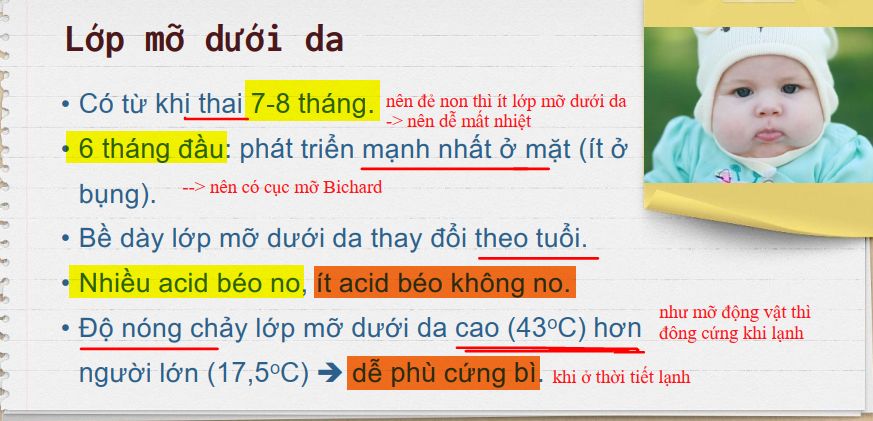 Lớp mỡ dưới da
• Có từ khi thai 7-8 tháng. nên đẻ non thì ít lớp mỡ dưới da
-> nên dễ mất nhiệt
• 6 tháng đầu: phát triển mạnh nhất ở mặt (ít ở
bụng). --> nên có cục mỡ Bichard
• Bề dày lớp mỡ dưới da thay đổi theo tuổi.
• Nhiều acid béo no, ít acid béo không no.
• Độ nóng chảy lớp mỡ dưới da cao (43ºC) hơn
như mỡ động vật thì
đông cứng khi lạnh
người lớn (17,5ºC) ➔ dễ phù cứng bì. khi ở thời tiết lạnh